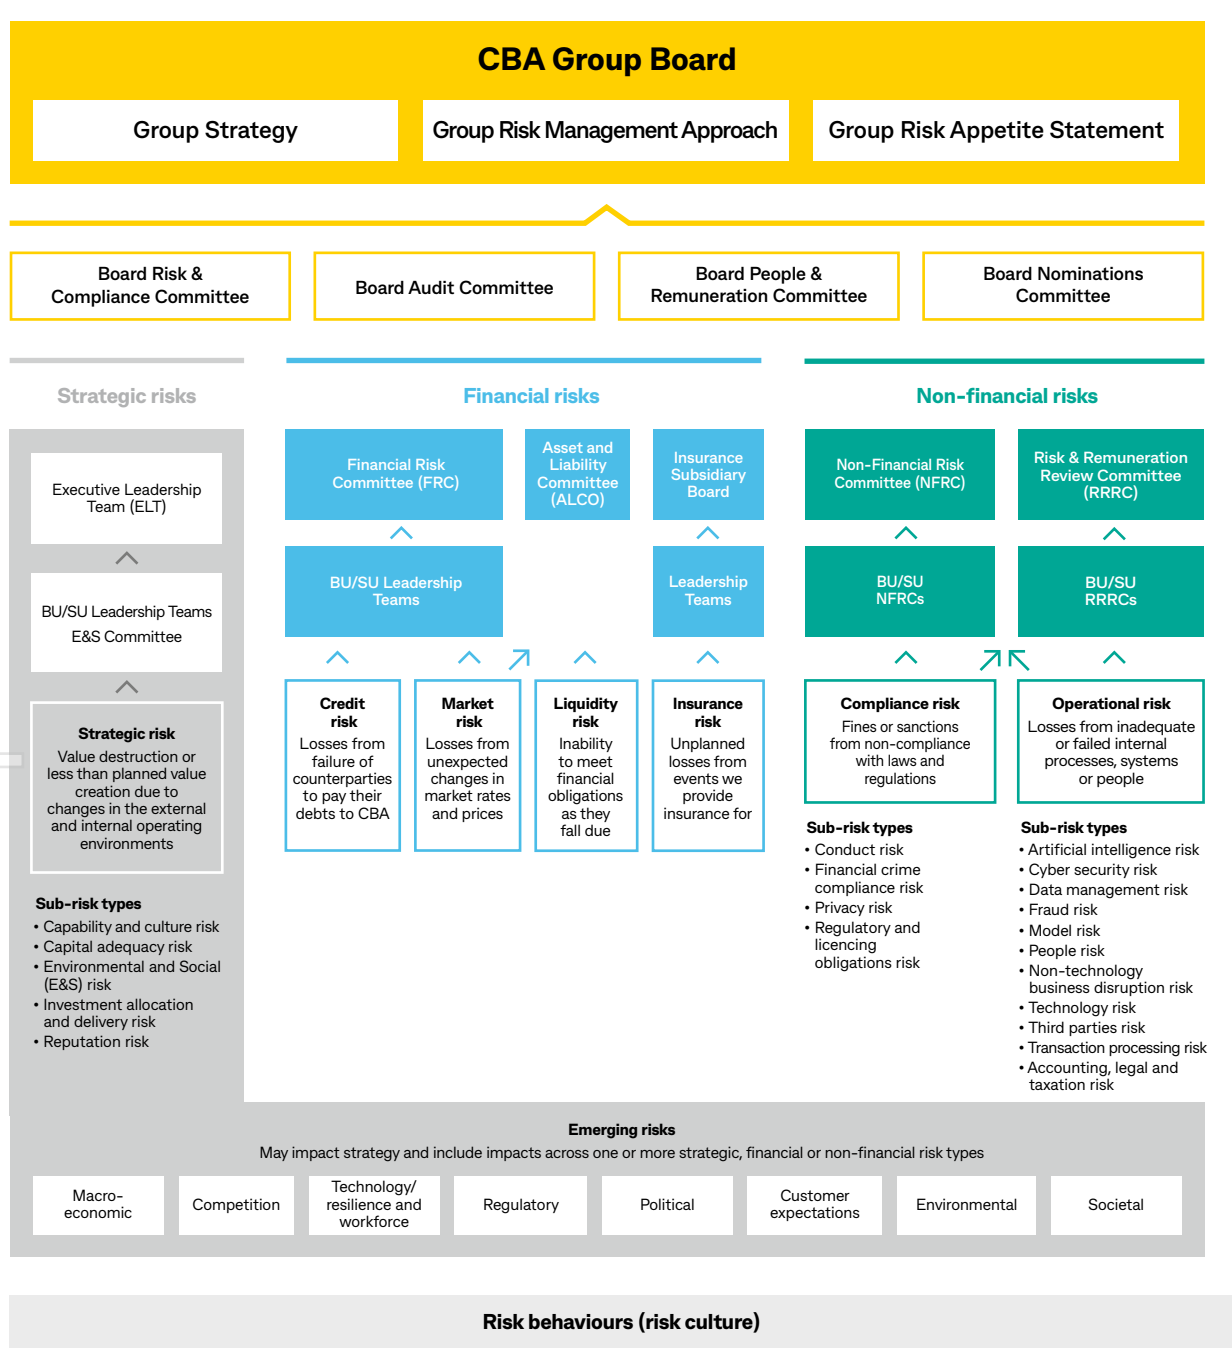 CBA Group Board
Group Strategy
Group Risk Management Approach
Group Risk Appetite Statement
Board Risk &
Compliance Committee
Board Audit Committee
Board People &
Remuneration Committee
Board Nominations
Committee
Strategic risks
Executive Leadership
Team (ELT)
BU/SU Leadership Teams
E&S Committee
Strategic risk
Value destruction or
less than planned value
creation due to
changes in the external
and internal operating
environments
Sub-risk types
• Capability and culture risk
• Capital adequacy risk
• Environmental and Social
(E&S) risk
• Investment allocation
and delivery risk
• Reputation risk
Financial risks
Financial Risk
Committee (FRC)
Asset and
Liability
Committee
(ALCO)
Insurance
Subsidiary
Board
BU/SU Leadership
Teams
Leadership
Teams
Credit
risk
Losses from
failure of
counterparties
to pay their
debts to CBA
Market
risk
Losses from
unexpected
changes in
market rates
and prices
Liquidity
risk
Inability
to meet
financial
obligations
as they
fall due
Insurance
risk
Unplanned
losses from
events we
provide
insurance for
Non-financial risks
Non-Financial Risk
Committee (NFRC)
Risk & Remuneration
Review Committee
(RRRC)
BU/SU
NFRCs
BU/SU
RRRCs
Compliance risk
Fines or sanctions
from non-compliance
with laws and
regulations
Sub-risk types
• Conduct risk
• Financial crime
compliance risk
• Privacy risk
• Regulatory and
licencing
obligations risk
Operational risk
Losses from inadequate
or failed internal
processes, systems
or people
Sub-risk types
• Artificial intelligence risk
• Cyber security risk
• Data management risk
• Fraud risk
• Model risk
• People risk
• Non-technology
business disruption risk
• Technology risk
• Third parties risk
• Transaction processing risk
• Accounting, legal and
taxation risk
Emerging risks
May impact strategy and include impacts across one or more strategic, financial or non-financial risk types
Macro-
economic
Competition
Technology/
resilience and
workforce
Regulatory
Political
Customer
expectations
Environmental
Societal
Risk behaviours (risk culture)